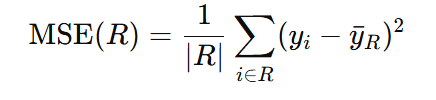 MSE(R) = \frac{1}{|R|} \sum_{i \in R} (y_i - \bar{y}_R)^2